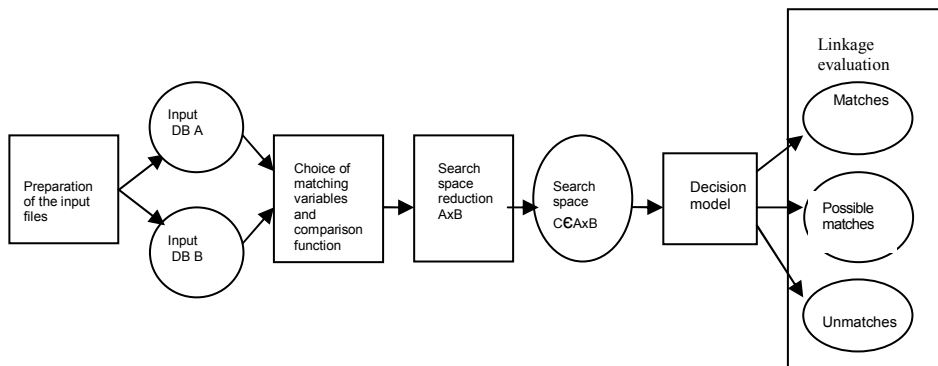 Preparation
of the input
files
Input
DB A
Input
DB B
Choice of
matching
variables
and
comparison
function
Search
space
reduction
AxB
Search
space
CЄAxB
Decision
model
Linkage
evaluation
Matches
Possible
matches
Unmatches